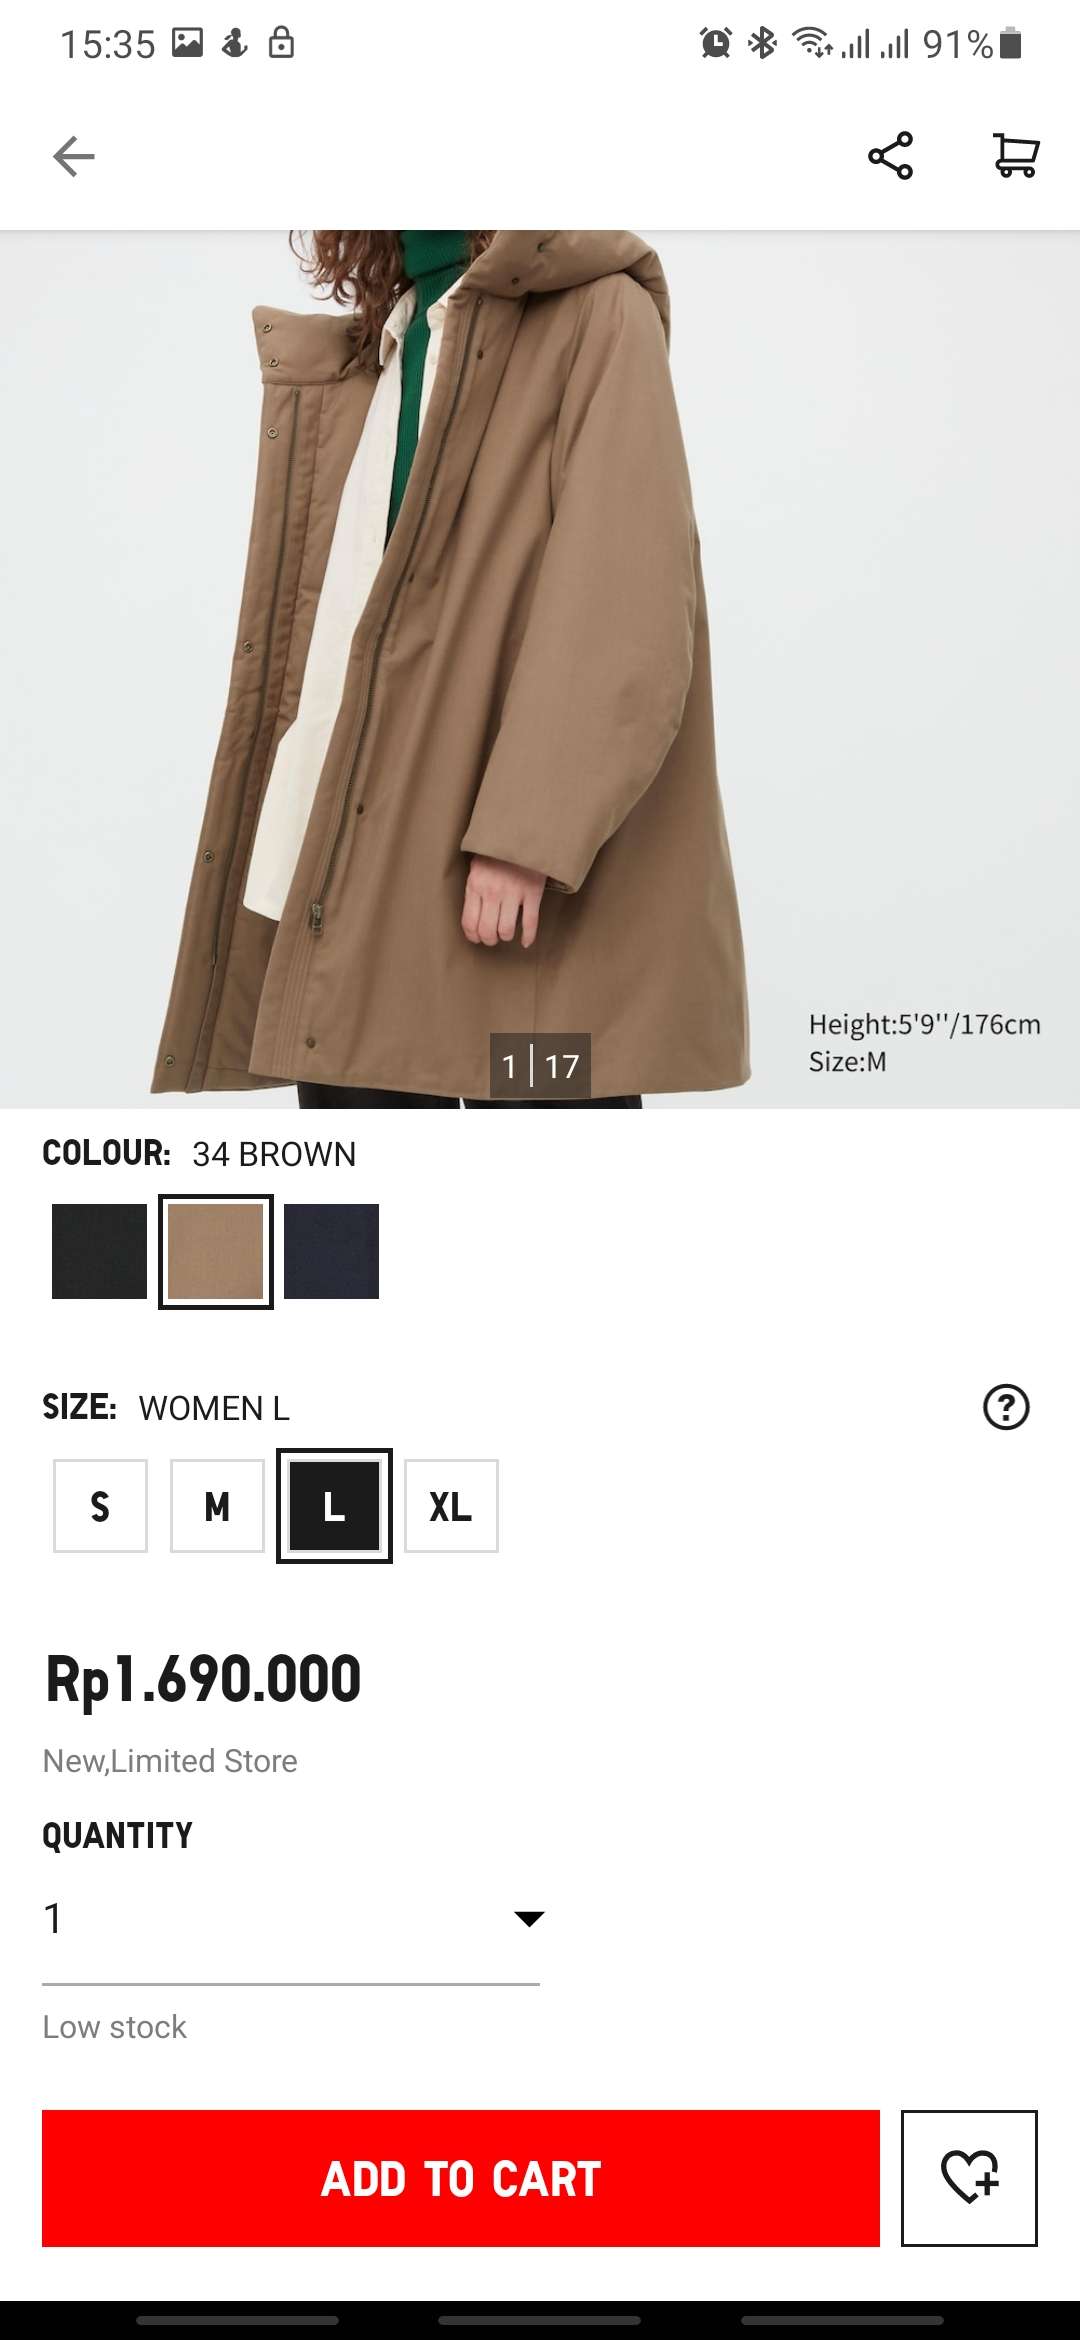 15:35
91%
Height:5'9''/176cm
Size:M
1 | 17
COLOUR: 34 BROWN
SIZE: WOMEN L
?
S M L XL
Rp1.690.000
New,Limited Store
QUANTITY
1
Low stock
ADD TO CART